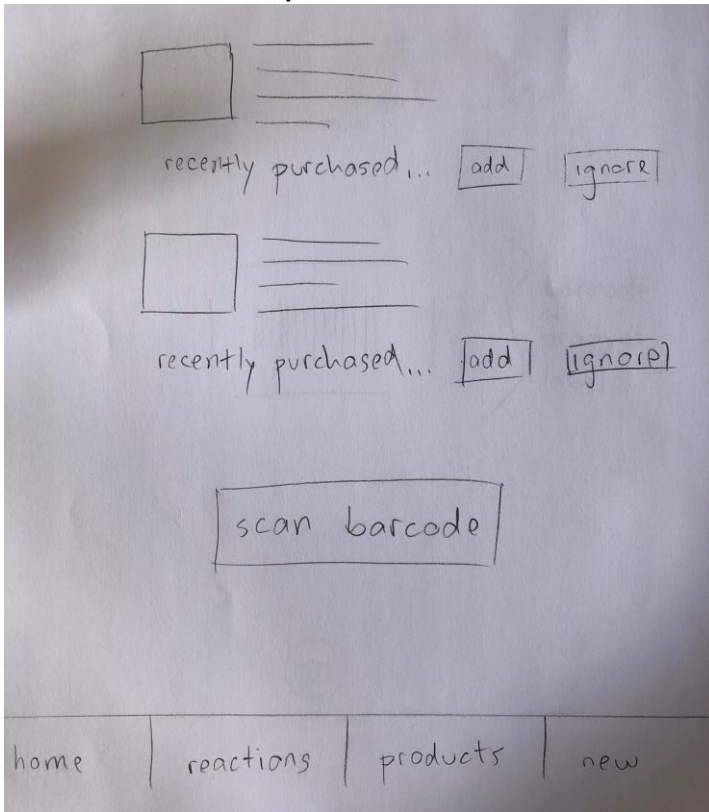 recently purchased... add ignore
recently purchased... add ignore
scan barcode
home reactions products new